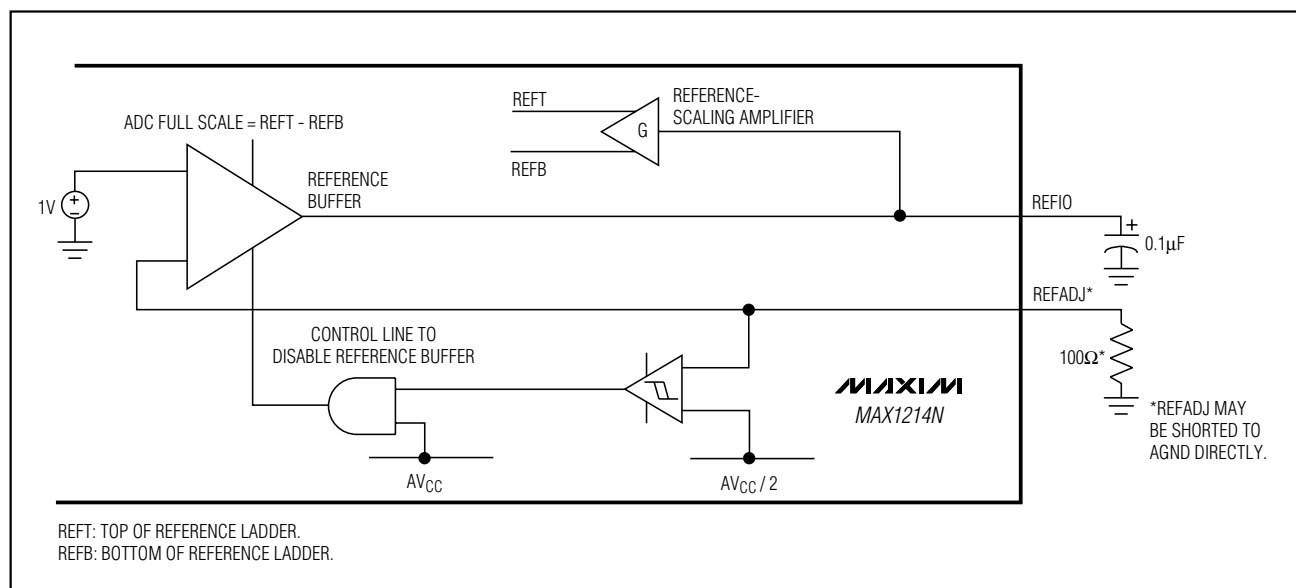 REFT
REFERENCE-
SCALING AMPLIFIER
G
REFB
ADC FULL SCALE = REFT - REFB
REFERENCE
BUFFER
1V
+
−
REFIO
+
0.1μF
REFADJ*
CONTROL LINE TO
DISABLE REFERENCE BUFFER
100Ω*
MAXIM
MAX1214N
*REFADJ MAY
BE SHORTED TO
AGND DIRECTLY.
AVCC
AVCC / 2
REFT: TOP OF REFERENCE LADDER.
REFB: BOTTOM OF REFERENCE LADDER.